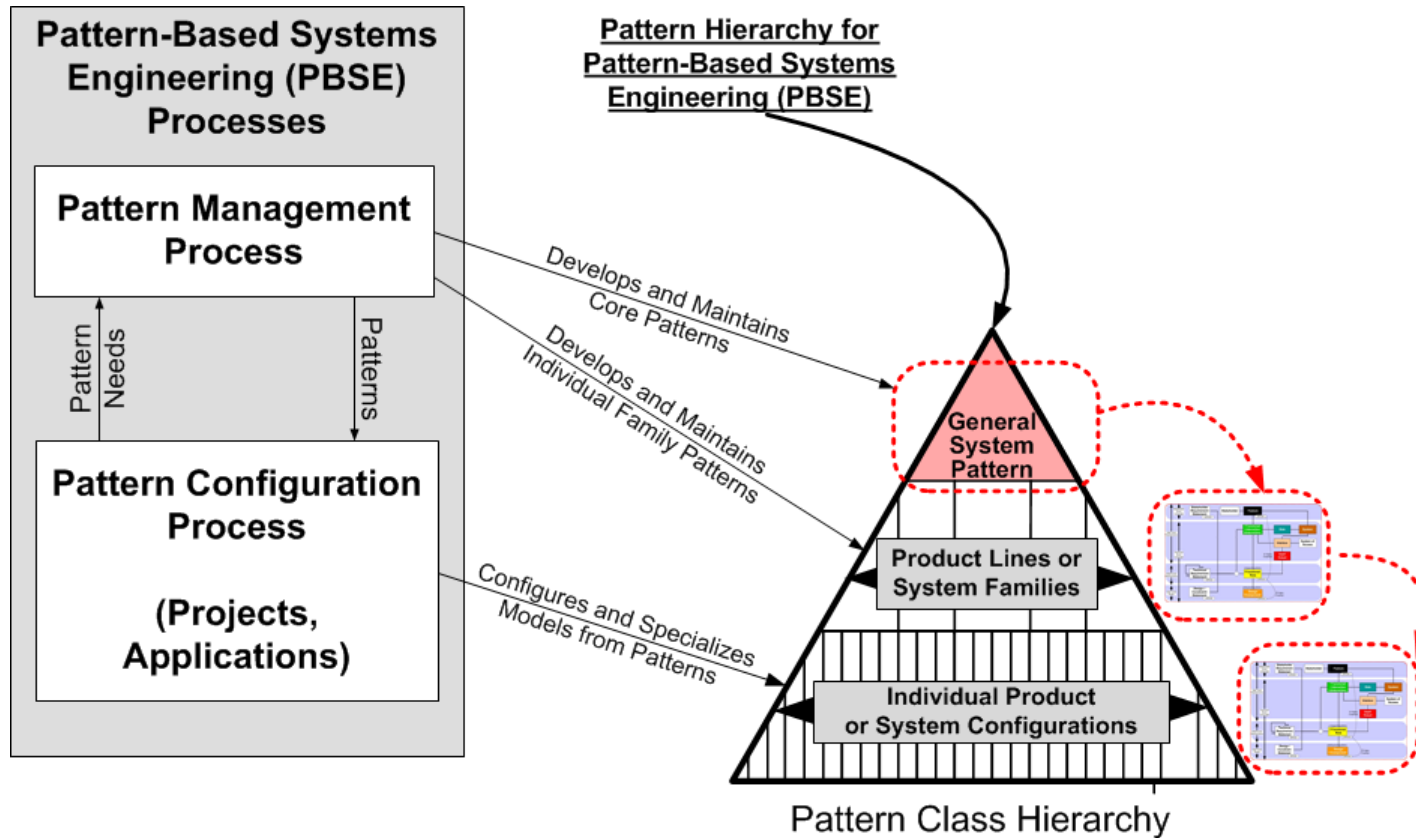 Pattern-Based Systems
Engineering (PBSE)
Processes
Pattern Management
Process
Pattern
Needs
Patterns
Pattern Configuration
Process
(Projects,
Applications)
Pattern Hierarchy for
Pattern-Based Systems
Engineering (PBSE)
Develops and Maintains
Core Patterns
Develops and Maintains
Individual Family Patterns
Configures and Specializes
Models from Patterns
General
System
Pattern
Product Lines or
System Families
Individual Product
or System Configurations
Pattern Class Hierarchy